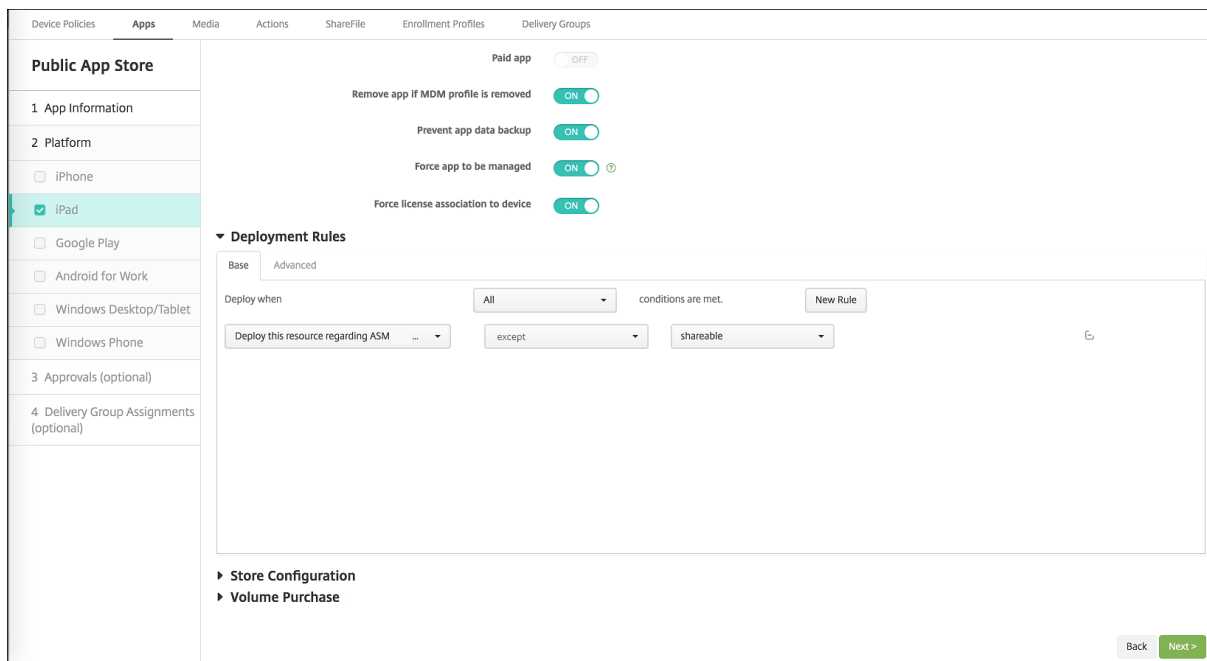 Device Policies Apps Media Actions ShareFile Enrollment Profiles Delivery Groups
Public App Store
1 App Information
2 Platform
iPhone
iPad
Google Play
Android for Work
Windows Desktop/Tablet
Windows Phone
3 Approvals (optional)
4 Delivery Group Assignments
(optional)
Paid app OFF
Remove app if MDM profile is removed ON
Prevent app data backup ON
Force app to be managed ON ?
Force license association to device ON
Deployment Rules
Base Advanced
Deploy when All conditions are met. New Rule
Deploy this resource regarding ASM ... except shareable
Store Configuration
Volume Purchase
Back Next >